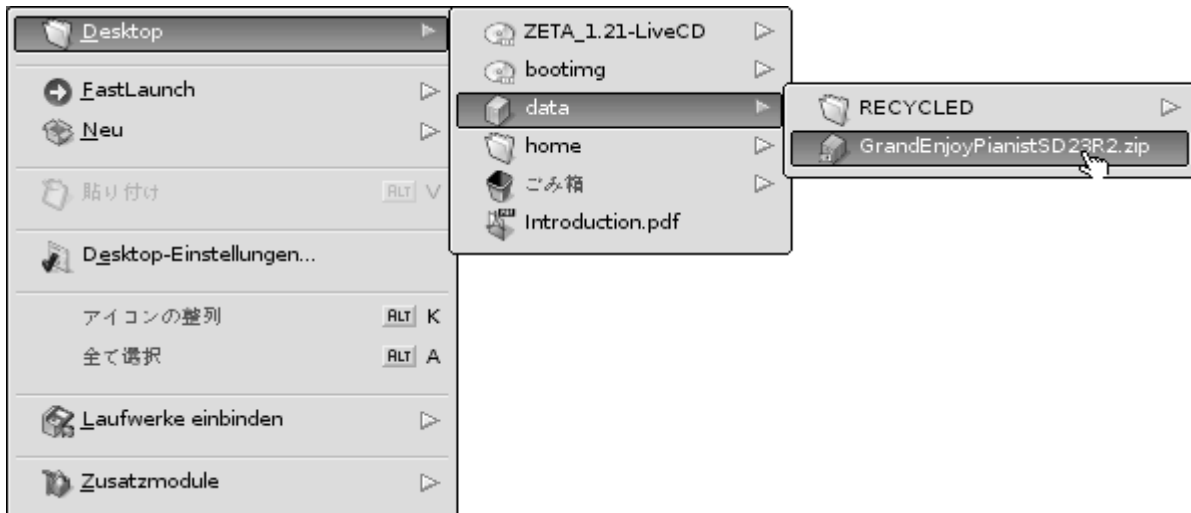 Desktop
FastLaunch
Neu
貼り付け ALT V
Desktop-Einstellungen...
アイコンの整列 ALT K
全て選択 ALT A
Laufwerke einbinden
Zusatzmodule
ZETA_1.21-LiveCD
bootimg
data
home
ごみ箱
Introduction.pdf
RECYCLED
GrandEnjoyPianistSD23R2.zip